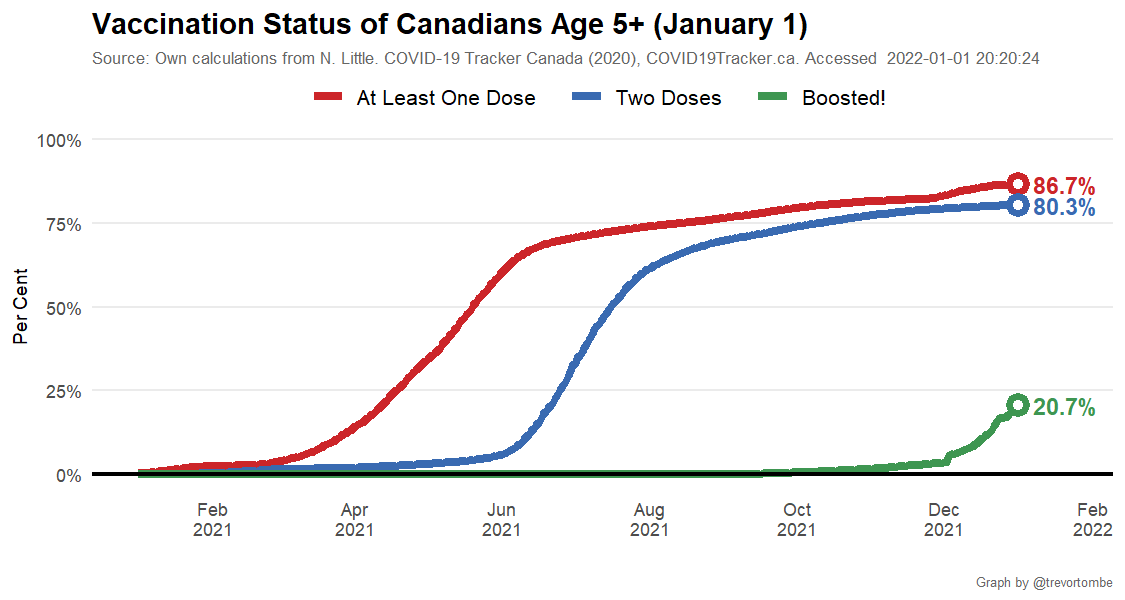 Vaccination Status of Canadians Age 5+ (January 1)
Source: Own calculations from N. Little. COVID-19 Tracker Canada (2020), COVID19Tracker.ca. Accessed  2022-01-01 20:20:24
At Least One Dose Two Doses Boosted!
100%
86.7%
80.3%
75%
Per Cent
50%
25%
20.7%
0%
Feb Apr Jun Aug Oct Dec Feb
2021 2021 2021 2021 2021 2021 2022
Graph by @trevortombe